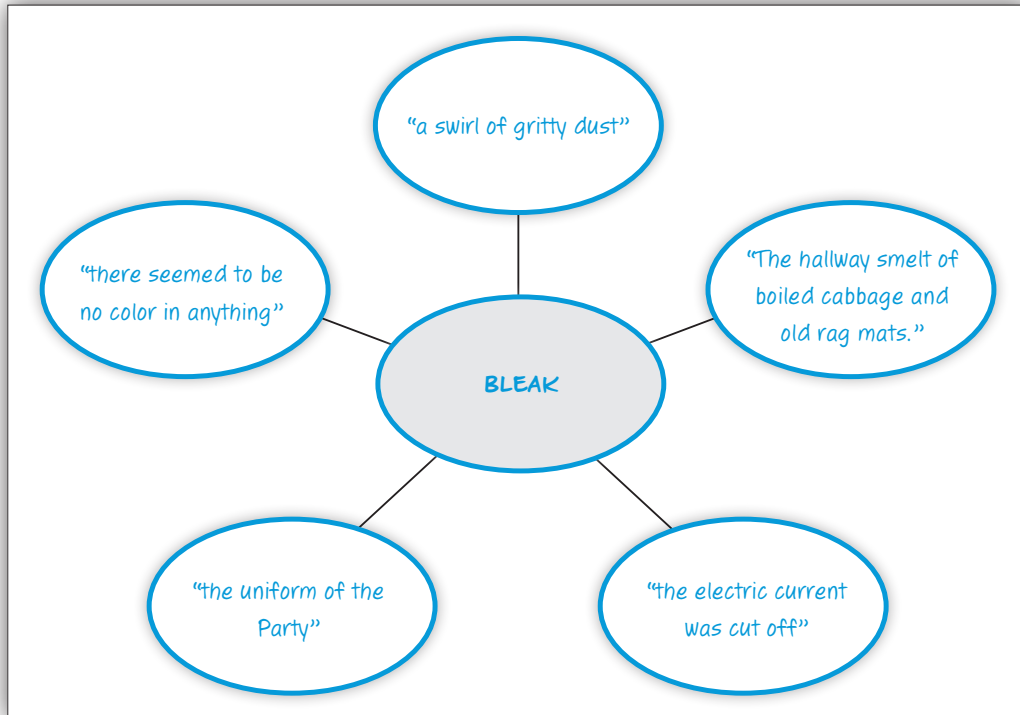 “a swirl of gritty dust”
“there seemed to be
no color in anything”
“The hallway smelt of
boiled cabbage and
old rag mats.”
BLEAK
“the uniform of the
Party”
“the electric current
was cut off”